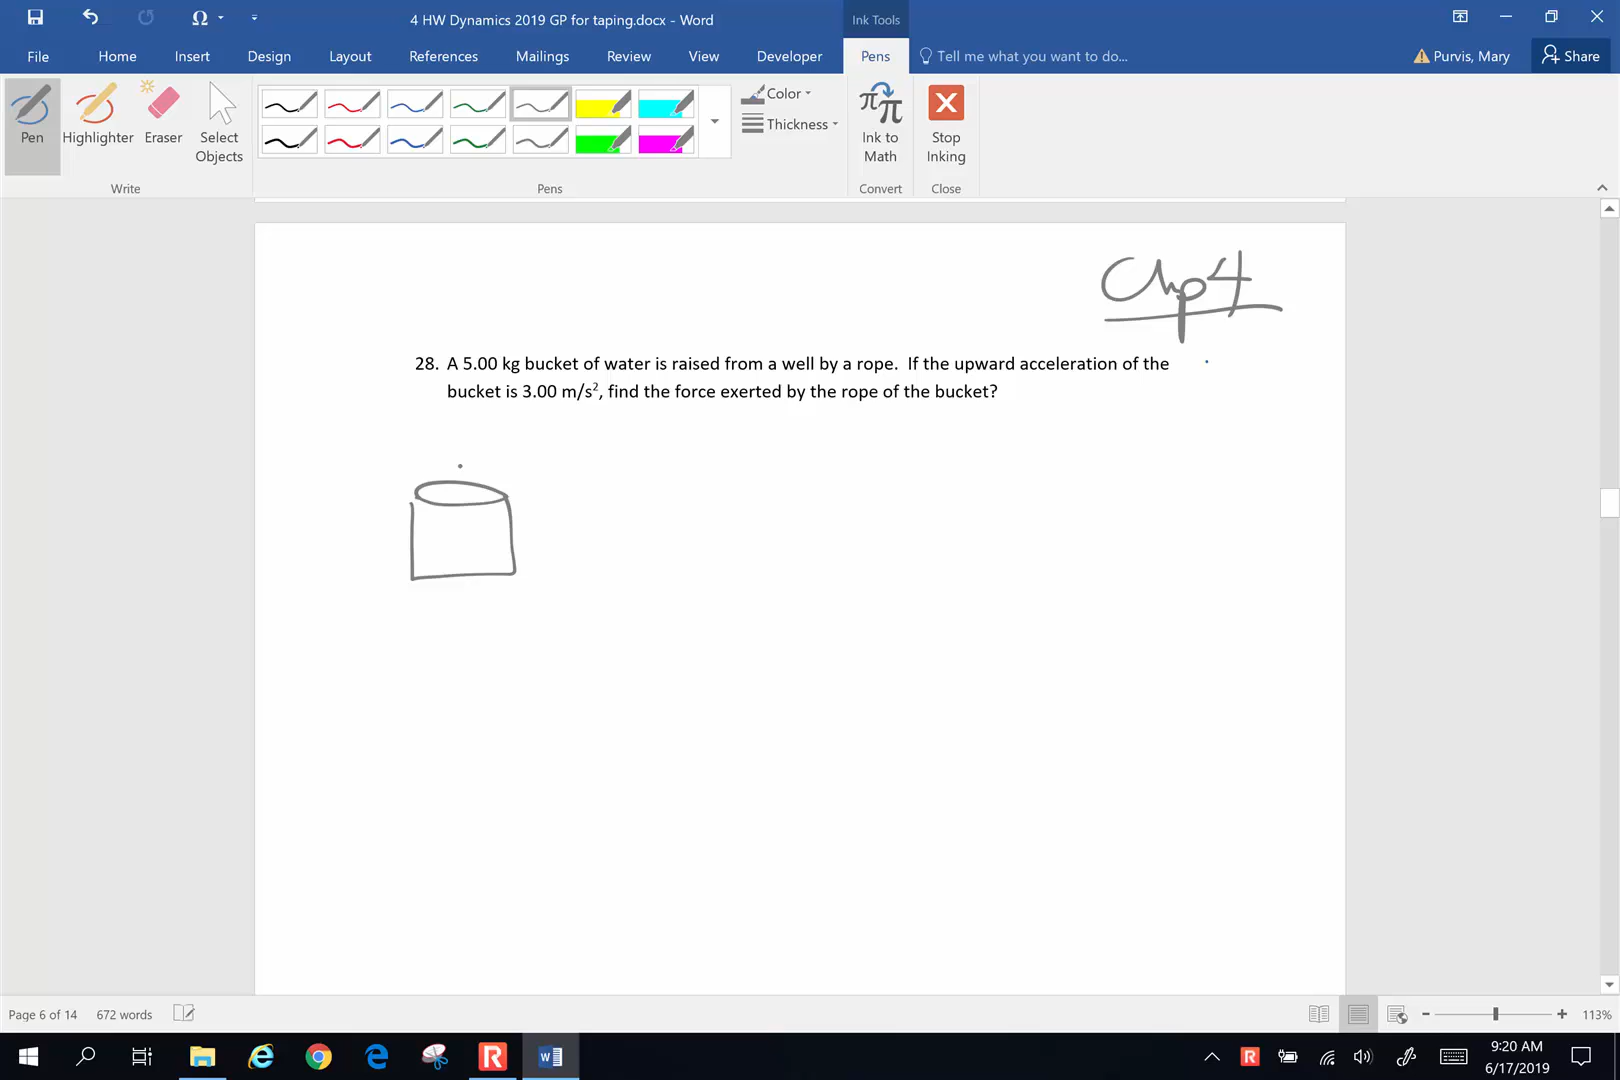 4 HW Dynamics 2019 GP for taping.docx - Word
Ink Tools
File Home Insert Design Layout References Mailings Review View Developer Pens Tell me what you want to do... Purvis, Mary Share
Pen Highlighter Eraser Select Objects
Color
Thickness
Ink to Math
Stop Inking
Write Pens Convert Close
Chp 4
28. A 5.00 kg bucket of water is raised from a well by a rope. If the upward acceleration of the
bucket is 3.00 m/s², find the force exerted by the rope of the bucket?
Page 6 of 14 672 words 113%
9:20 AM
6/17/2019